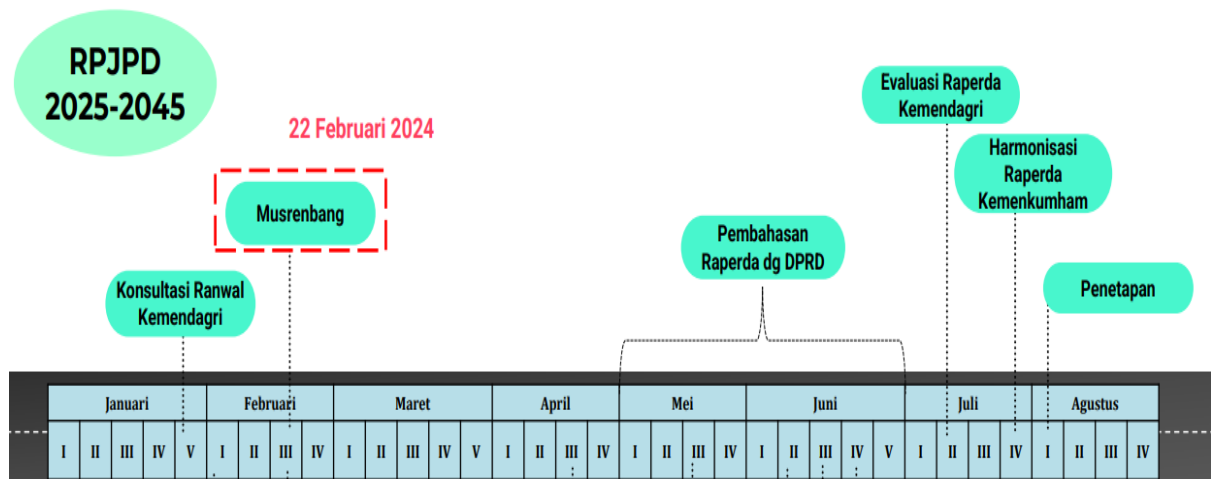 RPJPD
2025-2045
22 Februari 2024
Musrenbang
Konsultasi Ranwal
Kemendagri
Pembahasan
Raperda dg DPRD
Evaluasi Raperda
Kemendagri
Harmonisasi
Raperda
Kemenkumham
Penetapan
Januari Februari Maret April Mei Juni Juli Agustus
I II III IV V I II III IV I II III IV V I II III IV I II III IV I II III IV V I II III IV I II III IV